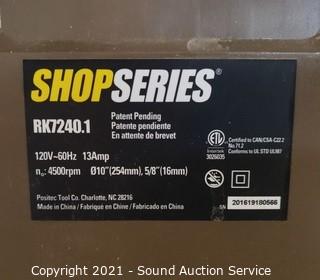 SHOPSERIES®
RK7240.1
Patent Pending
Patente pendiente
En attente de brevet
120V~60Hz 13Amp
n₀: 4500rpm Ø10"(254mm), 5/8"(16mm)
Positec Tool Co. Charlotte, NC 28216
Made in China / Fabriqué en Chine / Fabricado en China
ETL
Intertek
3026035
Certified to CAN/CSA-C22.2
No.71.2
Conforms to UL STD UL987
SN 201619180566
Copyright 2021 - Sound Auction Service